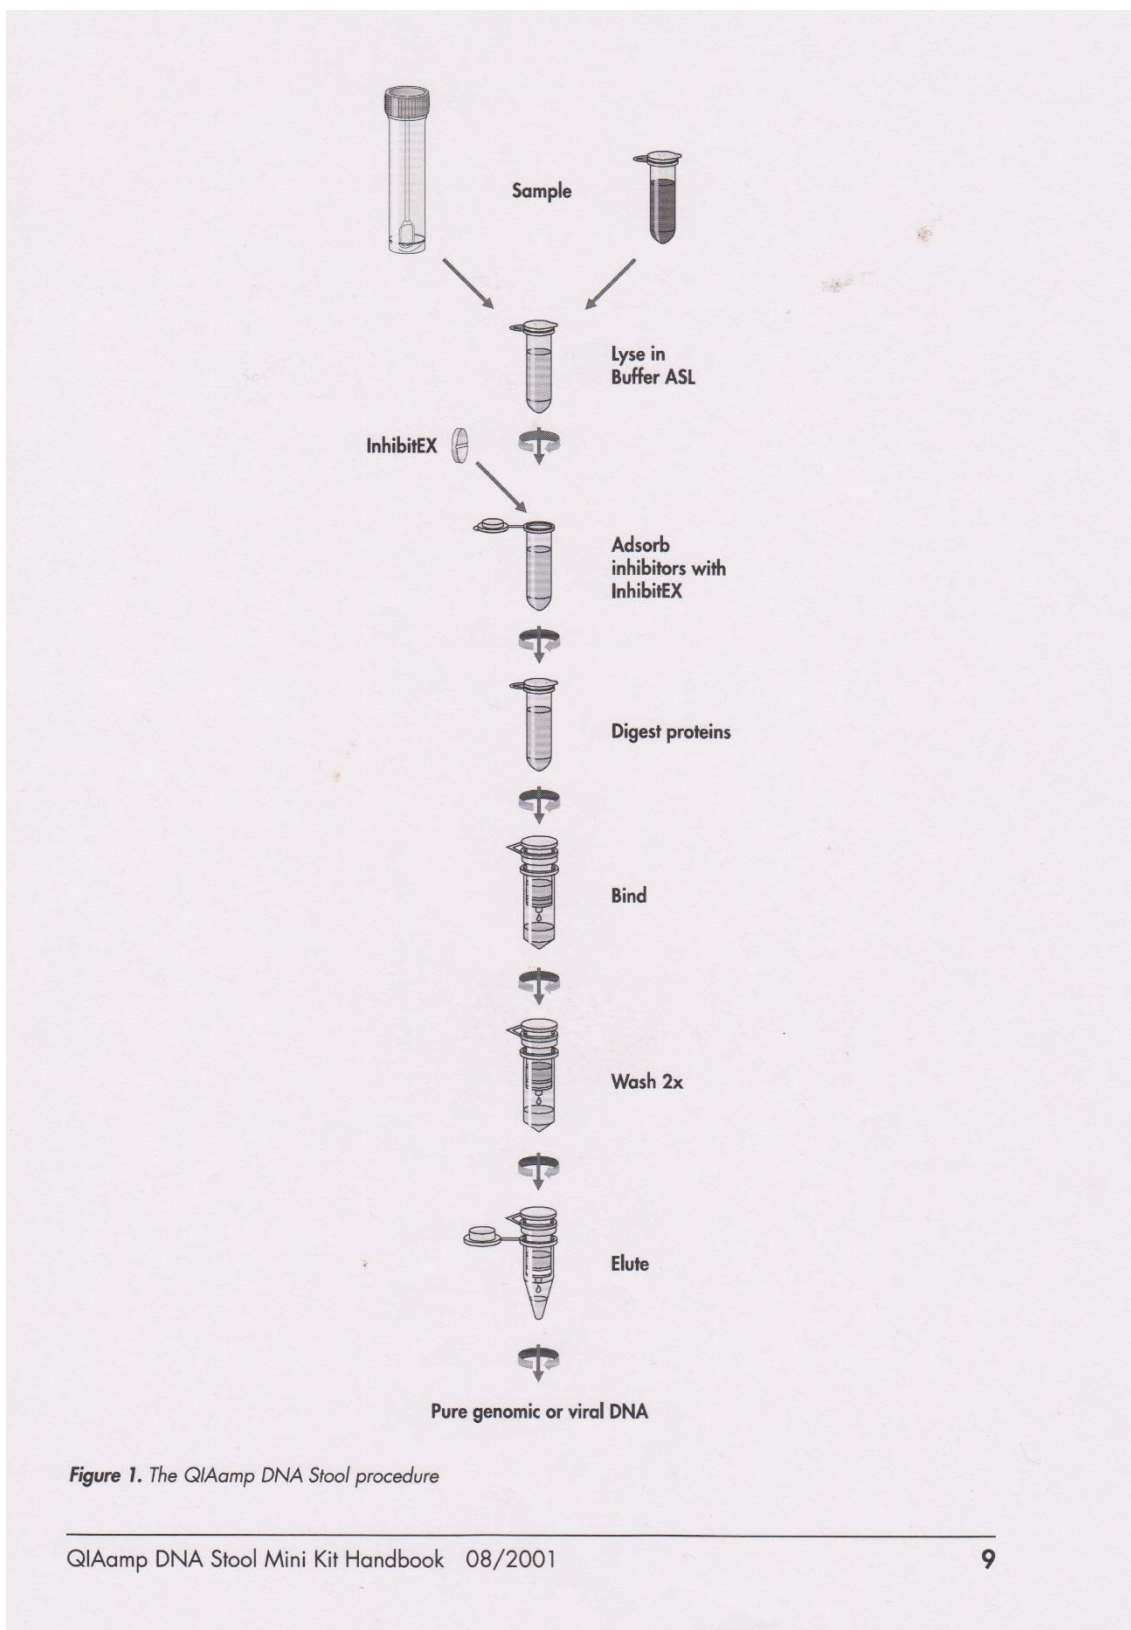 Sample
Lyse in
Buffer ASL
InhibitEX
Adsorb
inhibitors with
InhibitEX
Digest proteins
Bind
Wash 2x
Elute
Pure genomic or viral DNA
Figure 1. The QIAamp DNA Stool procedure
QIAamp DNA Stool Mini Kit Handbook 08/2001
9